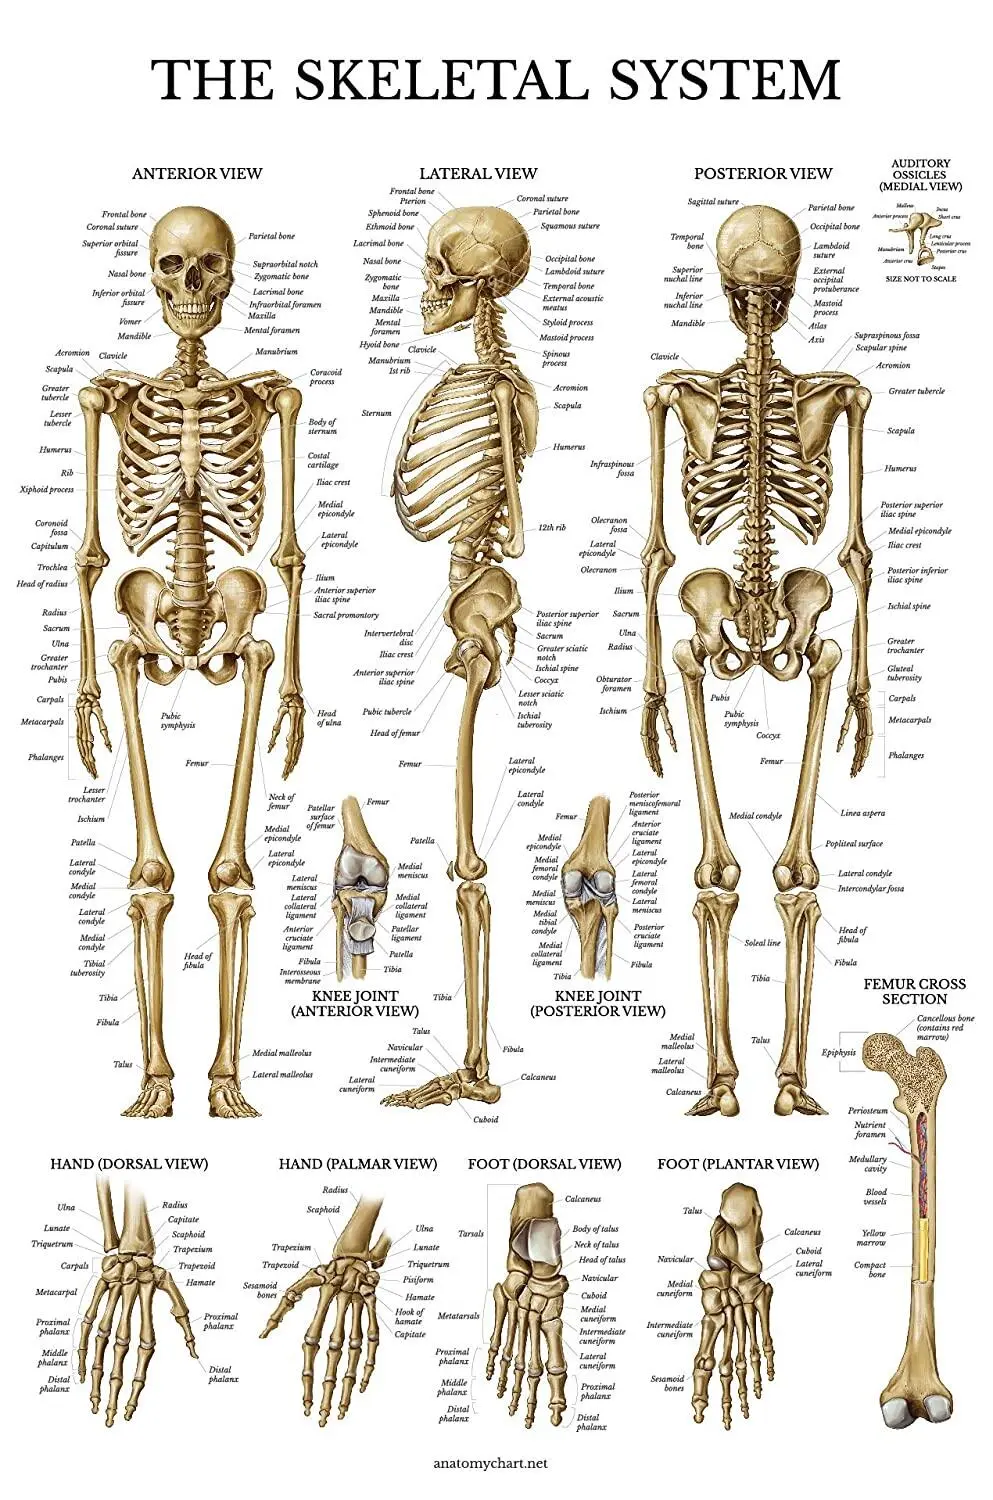 THE SKELETAL SYSTEM
ANTERIOR VIEW
Frontal bone
Coronal suture
Superior orbital
fissure
Nasal bone
Inferior orbital
fissure
Vomer
Mandible
Parietal bone
Supraorbital notch
Zygomatic bone
Lacrimal bone
Infraorbital foramen
Maxilla
Mental foramen
Manubrium
Acromion
Clavicle
Scapula
Greater
tubercle
Lesser
tubercle
Humerus
Rib
Xiphoid process
Coronoid
fossa
Capitulum
Trochlea
Head of radius
Radius
Sacrum
Ulna
Greater
trochanter
Pubis
Carpals
Metacarpals
Phalanges
Coracoid
process
Body of
sternum
Costal
cartilage
Iliac crest
Medial
epicondyle
Lateral
epicondyle
Ilium
Anterior superior
iliac spine
Sacral promontory
Head
of ulna
Pubic
symphysis
Femur
Lesser
trochanter
Ischium
Neck of
femur
Patella
Medial
epicondyle
Lateral
epicondyle
Lateral
condyle
Medial
condyle
Lateral
condyle
Medial
condyle
Tibial
tuberosity
Head of
fibula
Tibia
Fibula
Talus
Medial malleolus
Lateral malleolus
LATERAL VIEW
Frontal bone
Pterion
Sphenoid bone
Ethmoid bone
Lacrimal bone
Nasal bone
Zygomatic
bone
Maxilla
Mandible
Mental
foramen
Hyoid bone
Clavicle
Manubrium
1st rib
Sternum
Coronal suture
Parietal bone
Squamous suture
Occipital bone
Lambdoid suture
Temporal bone
External acoustic
meatus
Styloid process
Mastoid process
Spinous
process
Acromion
Scapula
Humerus
12th rib
Posterior superior
iliac spine
Sacrum
Greater sciatic
notch
Ischial spine
Coccyx
Lesser sciatic
notch
Ischial
tuberosity
Intervertebral
disc
Iliac crest
Anterior superior
iliac spine
Pubic tubercle
Head of femur
Femur
Lateral
epicondyle
Lateral
condyle
Patella
Tibia
Fibula
Talus
Navicular
Intermediate
cuneiform
Lateral
cuneiform
Calcaneus
Cuboid
POSTERIOR VIEW
Sagittal suture
Temporal
bone
Superior
nuchal line
Inferior
nuchal line
Mandible
Parietal bone
Occipital bone
Lambdoid
suture
External
occipital
protuberance
Mastoid
process
Atlas
Axis
Supraspinous fossa
Scapular spine
Acromion
Greater tubercle
Scapula
Humerus
Clavicle
Infraspinous
fossa
Olecranon
fossa
Lateral
epicondyle
Olecranon
Ilium
Sacrum
Ulna
Radius
Obturator
foramen
Ischium
Posterior superior
iliac spine
Medial epicondyle
Iliac crest
Posterior inferior
iliac spine
Ischial spine
Greater
trochanter
Gluteal
tuberosity
Carpals
Metacarpals
Phalanges
Pubis
Pubic
symphysis
Coccyx
Femur
Linea aspera
Medial condyle
Popliteal surface
Lateral condyle
Intercondylar fossa
Soleal line
Head of
fibula
Fibula
Tibia
Talus
Medial
malleolus
Lateral
malleolus
Calcaneus
AUDITORY
OSSICLES
(MEDIAL VIEW)
Malleus
Anterior process
Manubrium
Anterior crus
Incus
Short crus
Long crus
Lenticular process
Posterior crus
Stapes
SIZE NOT TO SCALE
Patellar
surface
of femur
Femur
Lateral
meniscus
Lateral
collateral
ligament
Anterior
cruciate
ligament
Fibula
Interosseous
membrane
Medial
meniscus
Medial
collateral
ligament
Patellar
ligament
Patella
Tibia
KNEE JOINT
(ANTERIOR VIEW)
Femur
Medial
epicondyle
Medial
femoral
condyle
Medial
meniscus
Medial
tibial
condyle
Medial
collateral
ligament
Tibia
Posterior
meniscofemoral
ligament
Anterior
cruciate
ligament
Lateral
epicondyle
Lateral
femoral
condyle
Lateral
meniscus
Posterior
cruciate
ligament
Fibula
KNEE JOINT
(POSTERIOR VIEW)
FEMUR CROSS
SECTION
Cancellous bone
(contains red
marrow)
Epiphysis
Periosteum
Nutrient
foramen
Medullary
cavity
Blood
vessels
Yellow
marrow
Compact
bone
HAND (DORSAL VIEW)
Ulna
Lunate
Triquetrum
Carpals
Metacarpal
Proximal
phalanx
Middle
phalanx
Distal
phalanx
Radius
Capitate
Scaphoid
Trapezium
Trapezoid
Hamate
Proximal
phalanx
Distal
phalanx
HAND (PALMAR VIEW)
Radius
Scaphoid
Trapezium
Trapezoid
Sesamoid
bones
Ulna
Lunate
Triquetrum
Pisiform
Hamate
Hook of
hamate
Capitate
FOOT (DORSAL VIEW)
Tarsals
Metatarsals
Proximal
phalanx
Middle
phalanx
Distal
phalanx
Calcaneus
Body of talus
Neck of talus
Head of talus
Navicular
Cuboid
Medial
cuneiform
Intermediate
cuneiform
Lateral
cuneiform
Proximal
phalanx
Distal
phalanx
FOOT (PLANTAR VIEW)
Talus
Navicular
Medial
cuneiform
Intermediate
cuneiform
Sesamoid
bones
Calcaneus
Cuboid
Lateral
cuneiform
anatomychart.net